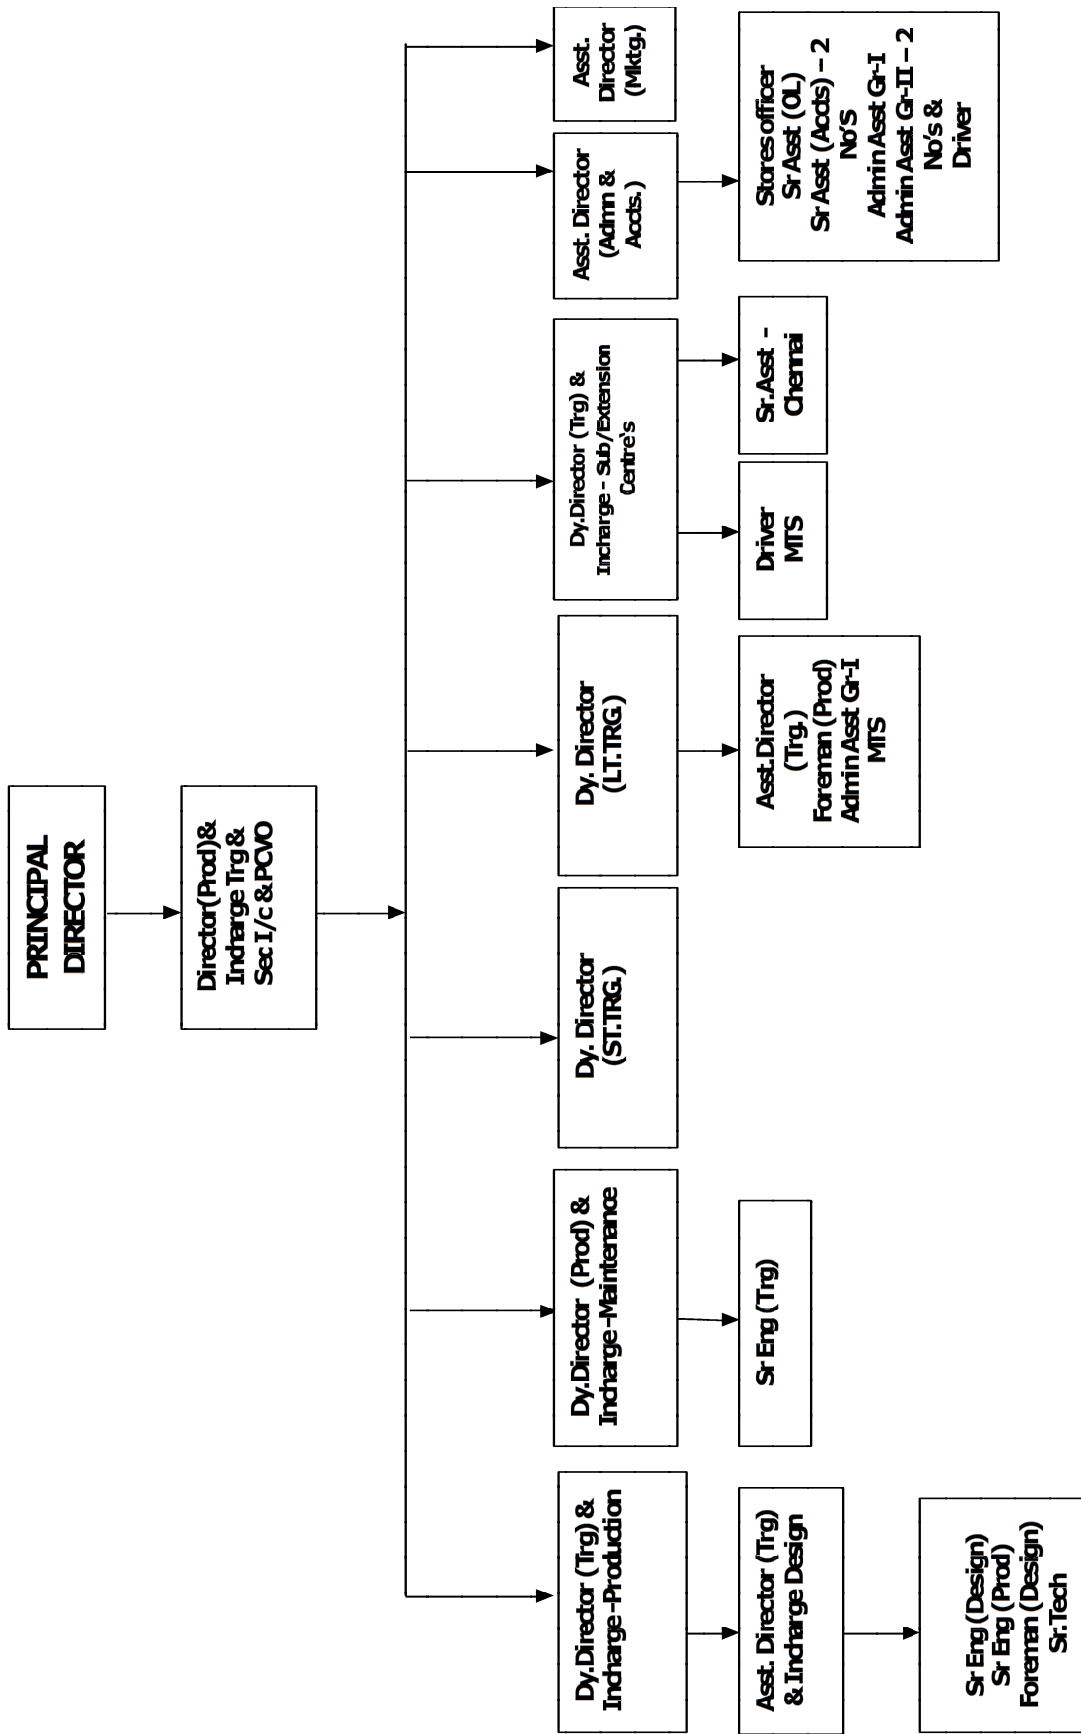 PRINCIPAL
DIRECTOR
Director(Prod)&
Incharge Trg &
Sec I/c & PCVO
Dy.Director (Trg) &
Incharge-Production
Dy.Director (Prod) &
Incharge-Maintenance
Dy. Director
(ST.TRG.)
Dy. Director
(LT.TRG.)
Dy.Director (Trg) &
Incharge - Sub/Extension
Centre`s
Asst. Director
(Admn &
Accts.)
Asst.
Director
(Mktg.)
Asst. Director (Trg)
& Incharge Design
Sr Eng (Trg)
Asst.Director
(Trg.)
Foreman (Prod)
Admin Asst Gr-I
MTS
Driver
MTS
Sr.Asst –
Chennai
Stores officer
Sr Asst (OL)
Sr Asst (Accts) – 2
No’s
Admin Asst Gr-I
Admin Asst Gr-II – 2
No’s &
Driver
Sr Eng (Design)
Sr Eng (Prod)
Foreman (Design)
Sr.Tech